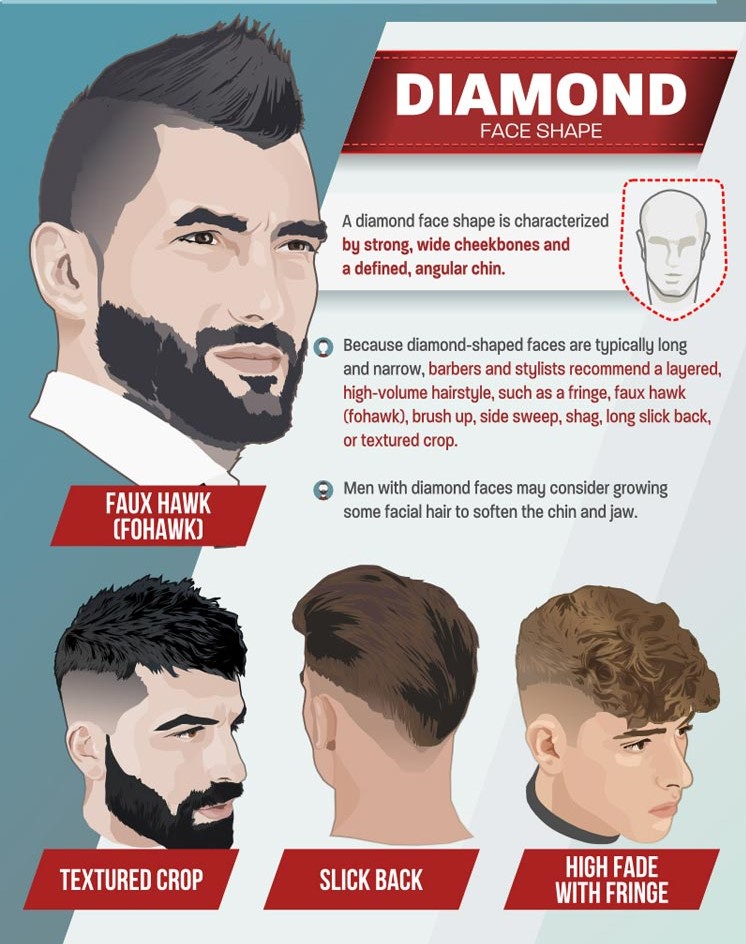 DIAMOND
FACE SHAPE
A diamond face shape is characterized
by strong, wide cheekbones and
a defined, angular chin.
Because diamond-shaped faces are typically long
and narrow, barbers and stylists recommend a layered,
high-volume hairstyle, such as a fringe, faux hawk
(fohawk), brush up, side sweep, shag, long slick back,
or textured crop.
Men with diamond faces may consider growing
some facial hair to soften the chin and jaw.
FAUX HAWK
(FOHAWK)
TEXTURED CROP
SLICK BACK
HIGH FADE
WITH FRINGE